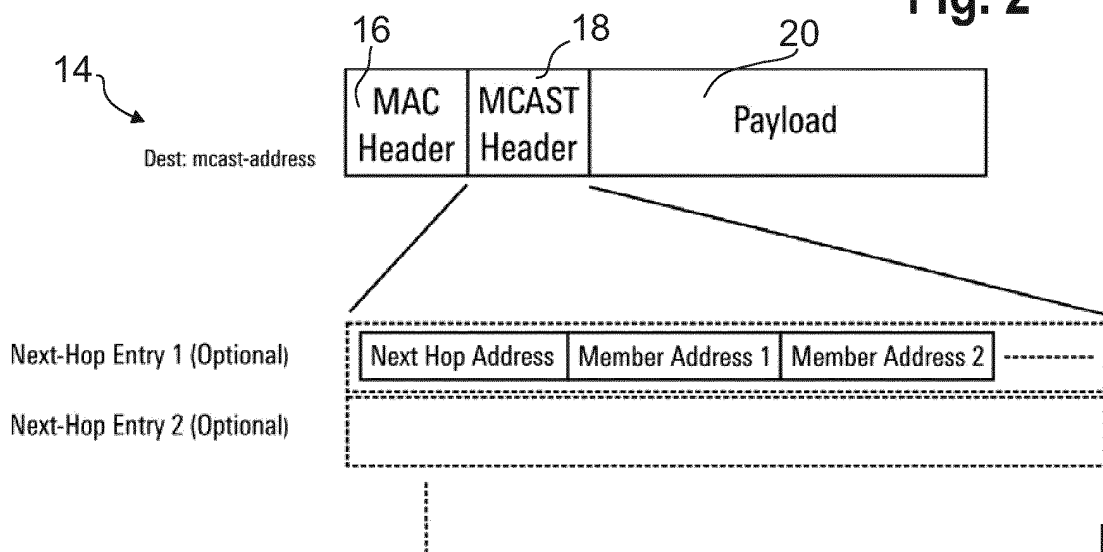 Fig. 2
16
18
20
14
MAC Header
MCAST Header
Payload
Dest: mcast-address
Next-Hop Entry 1 (Optional)
Next Hop Address
Member Address 1
Member Address 2
Next-Hop Entry 2 (Optional)